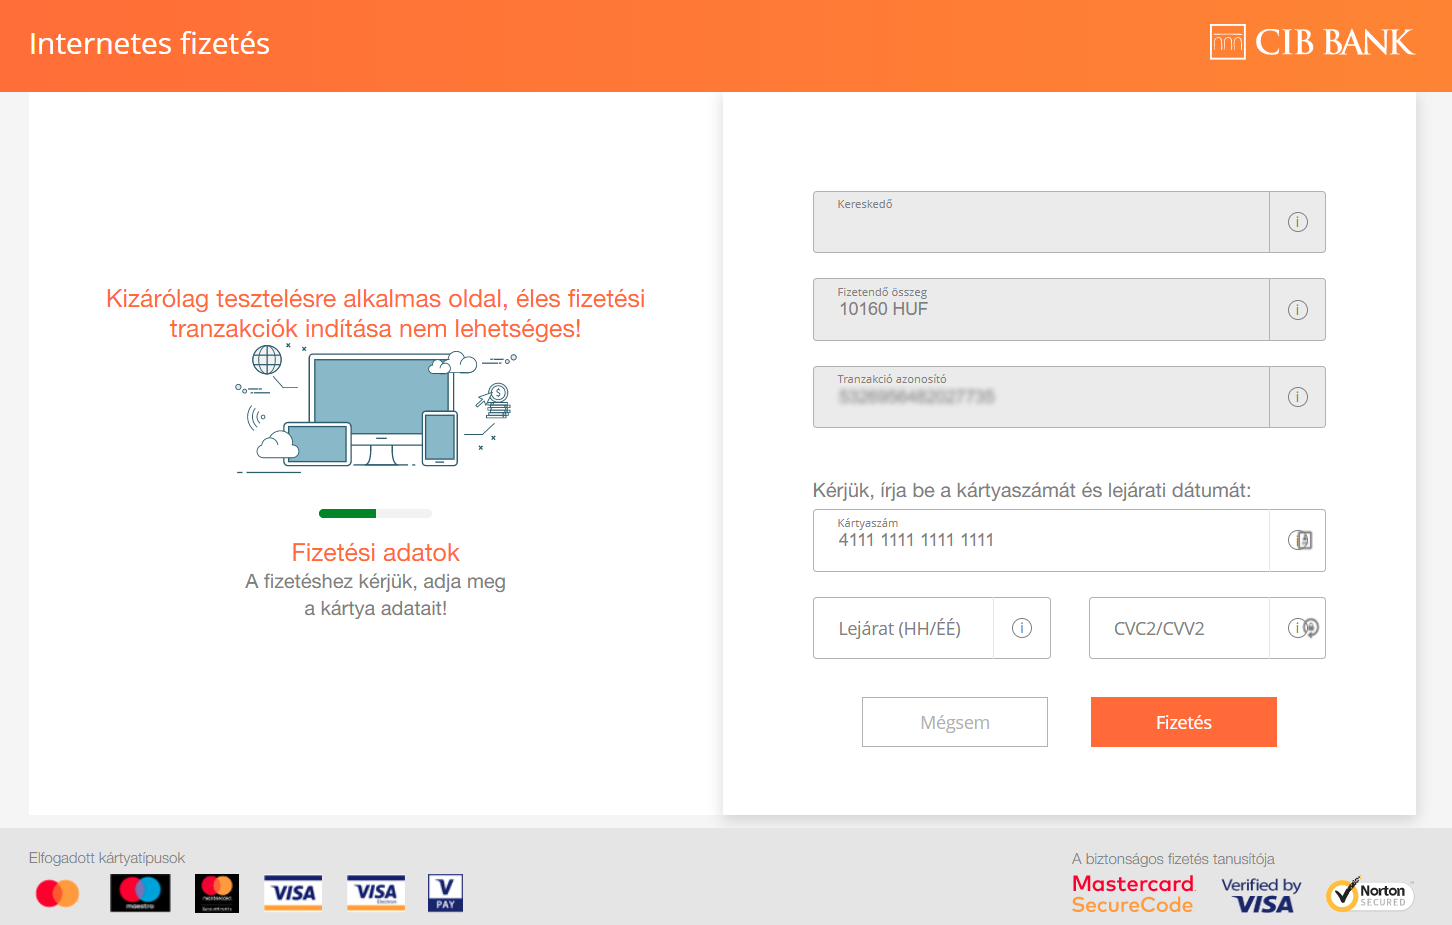 Internetes fizetés
CIB BANK
Kizárólag tesztelésre alkalmas oldal, éles fizetési
tranzakciók indítása nem lehetséges!
Fizetési adatok
A fizetéshez kérjük, adja meg
a kártya adatait!
Kereskedő
Fizetendő összeg
10160 HUF
Tranzakció azonosító
Kérjük, írja be a kártyaszámát és lejárati dátumát:
Kártyaszám
4111 1111 1111 1111
Lejárat (HH/ÉÉ)
CVC2/CVV2
Mégsem
Fizetés
Elfogadott kártyatípusok
maestro
mastercard
VISA
VISA
Electron
V
PAY
A biztonságos fizetés tanusítója
Mastercard
SecureCode
Verified by
VISA
Norton
SECURED